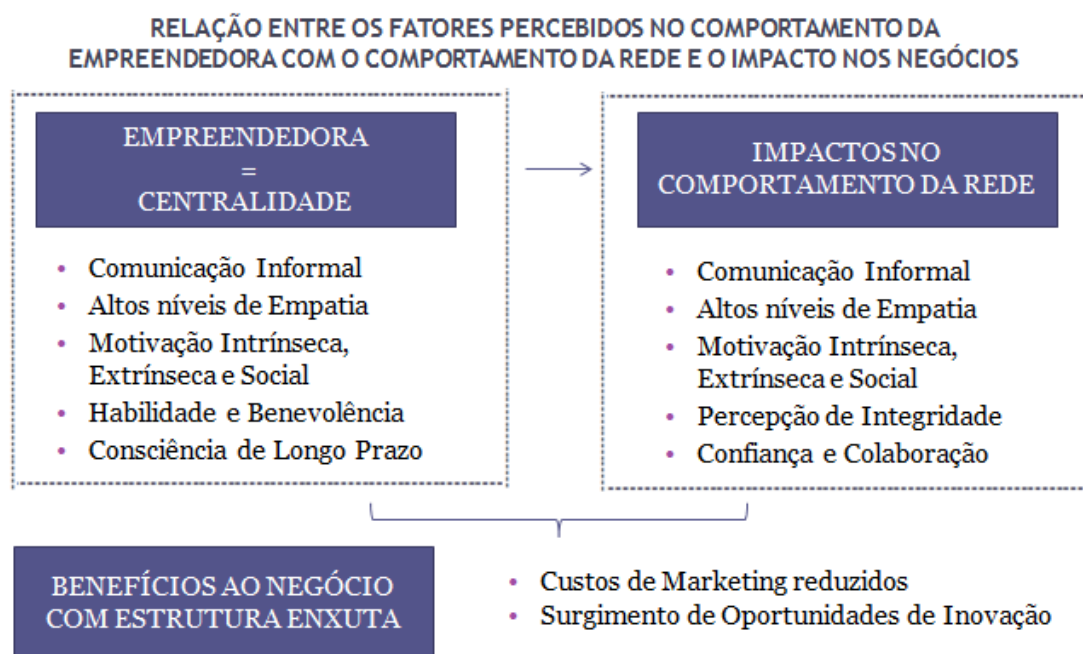 RELAÇÃO ENTRE OS FATORES PERCEBIDOS NO COMPORTAMENTO DA
EMPREENDEDORA COM O COMPORTAMENTO DA REDE E O IMPACTO NOS NEGÓCIOS
EMPREENDEDORA
=
CENTRALIDADE
• Comunicação Informal
• Altos níveis de Empatia
• Motivação Intrínseca,
Extrínseca e Social
• Habilidade e Benevolência
• Consciência de Longo Prazo
IMPACTOS NO
COMPORTAMENTO DA REDE
• Comunicação Informal
• Altos níveis de Empatia
• Motivação Intrínseca,
Extrínseca e Social
• Percepção de Integridade
• Confiança e Colaboração
BENEFÍCIOS AO NEGÓCIO
COM ESTRUTURA ENXUTA
• Custos de Marketing reduzidos
• Surgimento de Oportunidades de Inovação